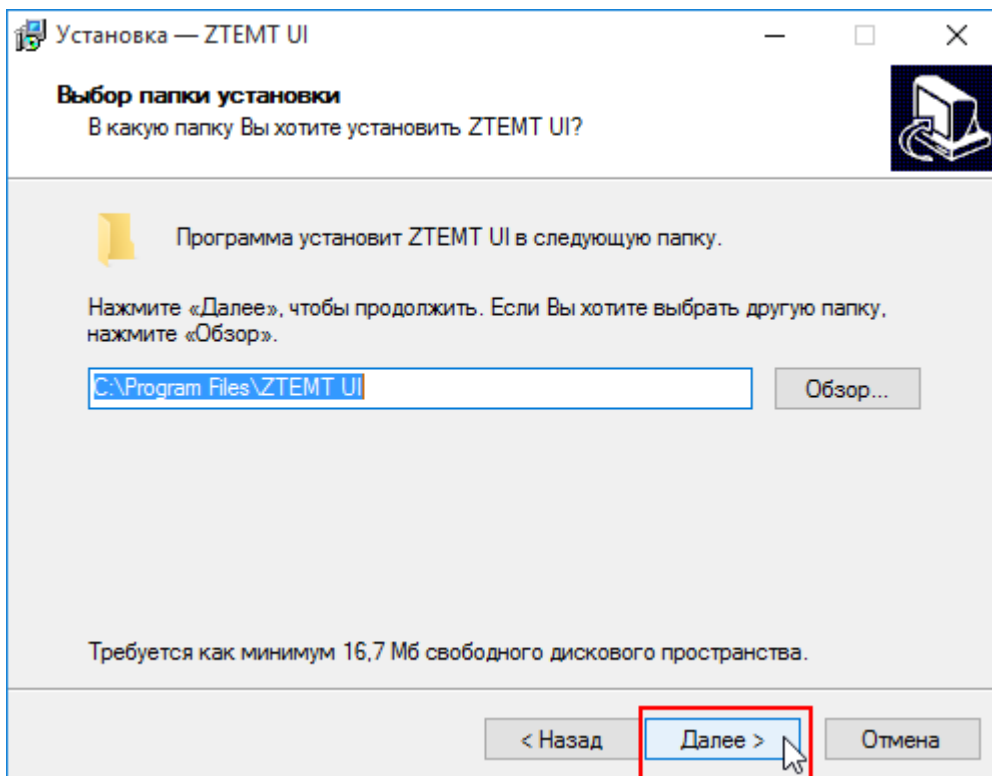 Установка — ZTEMT UI
Выбор папки установки
В какую папку Вы хотите установить ZTEMT UI?
Программа установит ZTEMT UI в следующую папку.
Нажмите «Далее», чтобы продолжить. Если Вы хотите выбрать другую папку,
нажмите «Обзор».
C:\Program Files\ZTEMT UI
Обзор...
Требуется как минимум 16,7 Мб свободного дискового пространства.
< Назад
Далее >
Отмена